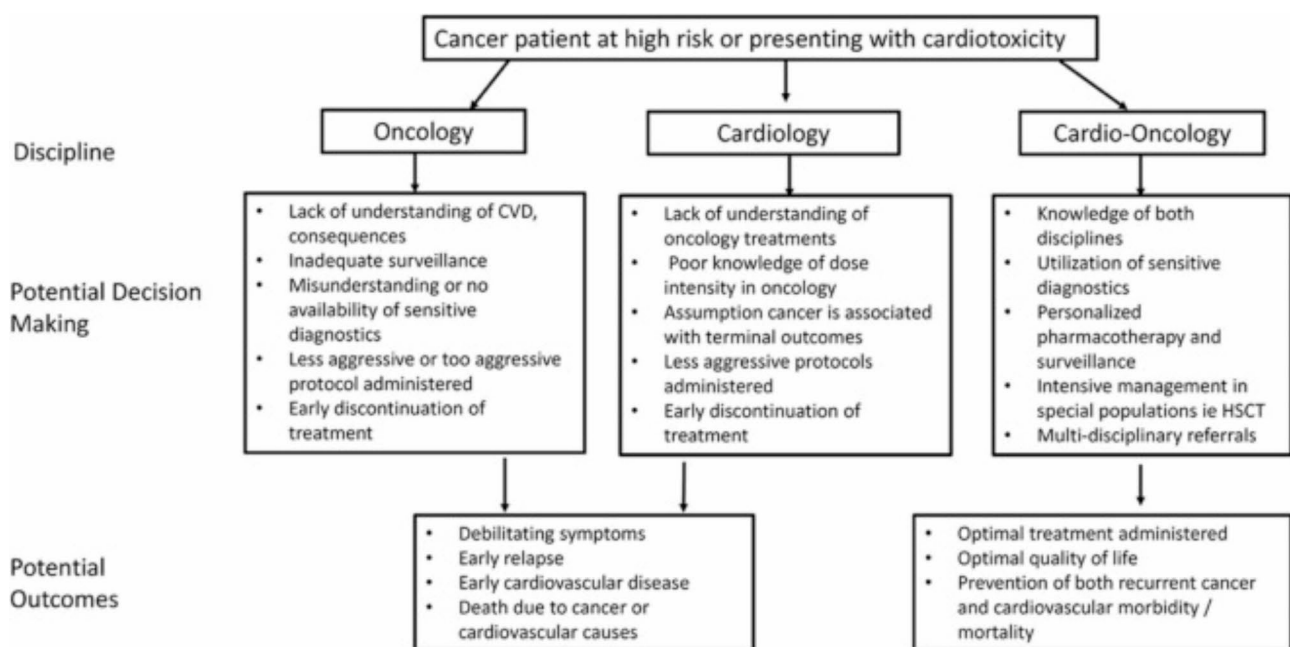 Cancer patient at high risk or presenting with cardiotoxicity
Discipline
Oncology
Cardiology
Cardio-Oncology
Potential Decision
Making
• Lack of understanding of CVD,
consequences
• Inadequate surveillance
• Misunderstanding or no
availability of sensitive
diagnostics
• Less aggressive or too aggressive
protocol administered
• Early discontinuation of
treatment
• Lack of understanding of
oncology treatments
• Poor knowledge of dose
intensity in oncology
• Assumption cancer is associated
with terminal outcomes
• Less aggressive protocols
administered
• Early discontinuation of
treatment
• Knowledge of both
disciplines
• Utilization of sensitive
diagnostics
• Personalized
pharmacotherapy and
surveillance
• Intensive management in
special populations ie HSCT
• Multi-disciplinary referrals
Potential
Outcomes
• Debilitating symptoms
• Early relapse
• Early cardiovascular disease
• Death due to cancer or
cardiovascular causes
• Optimal treatment administered
• Optimal quality of life
• Prevention of both recurrent cancer
and cardiovascular morbidity /
mortality